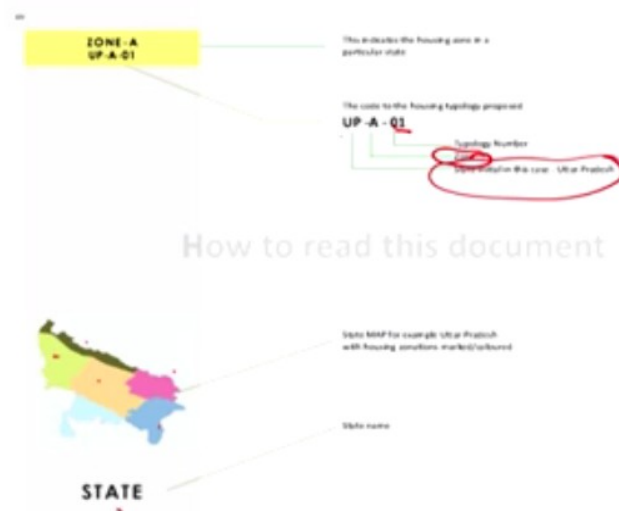 ZONE-A
UP-A-01
This indicates the housing zone in a
particular state
The code to the housing typology proposed
UP -A - 01
Typology Number
State initial in this case - Uttar Pradesh
How to read this document
State MAP for example Uttar Pradesh
with housing zonations marked/coloured
State name
STATE